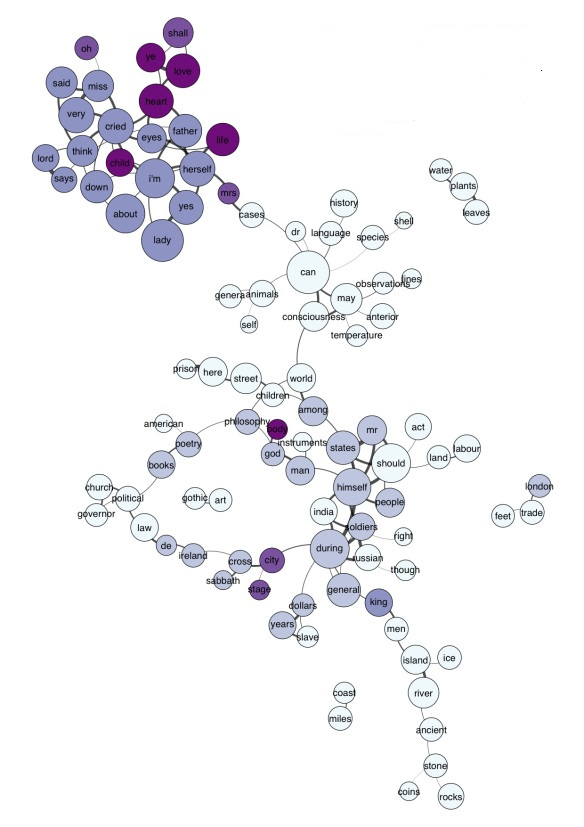 shall
oh
ye
love
said
miss
heart
very
cried
father
eyes
life
think
lord
child
herself
says
i'm
down
mrs
yes
about
lady
cases
water
plants
leaves
history
shell
dr
language
species
can
observations
lines
genera
animals
may
self
consciousness
anterior
temperature
prison
here
street
world
children
among
american
philosophy
body
mr
act
poetry
instruments
states
god
should
land
labour
books
man
church
political
gothic
art
himself
people
london
governor
india
feet
trade
law
soldiers
de
right
ireland
during
cross
city
russian
sabbath
though
stage
general
dollars
king
years
slave
men
island
ice
coast
river
miles
ancient
stone
coins
rocks